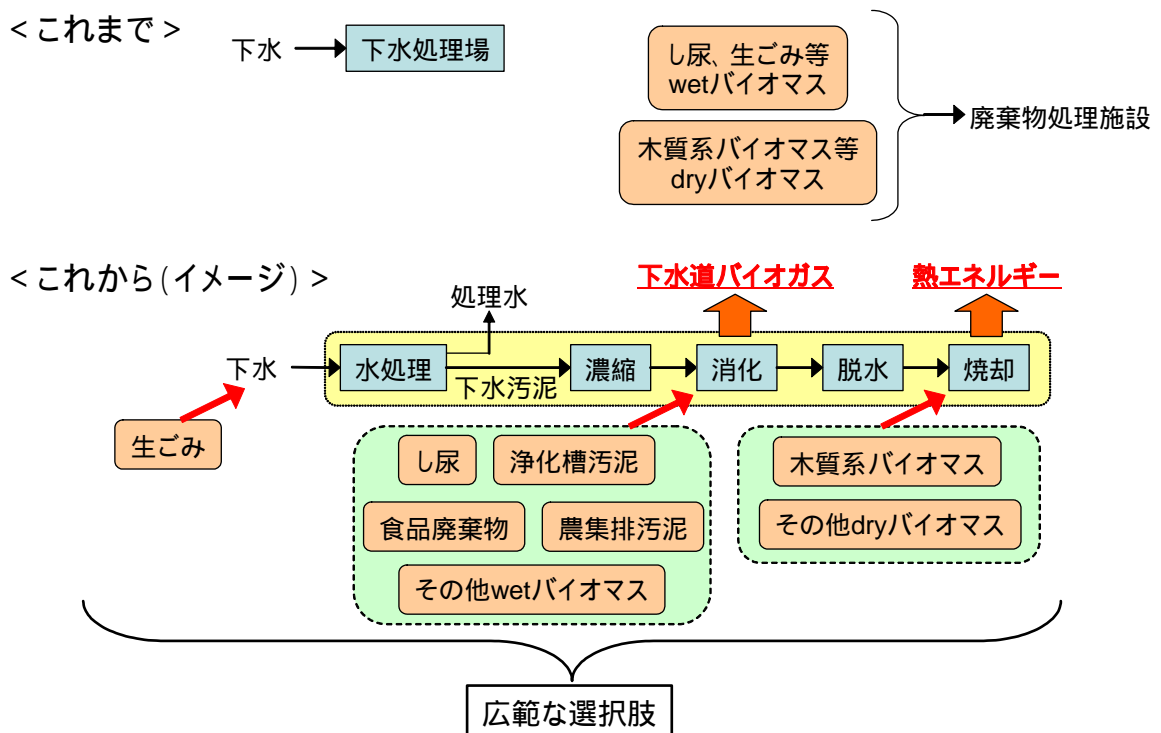 <これまで>
下水
下水処理場
し尿、生ごみ等
wetバイオマス
木質系バイオマス等
dryバイオマス
廃棄物処理施設
<これから(イメージ)>
下水道バイオガス
熱エネルギー
処理水
下水
水処理
下水汚泥
濃縮
消化
脱水
焼却
生ごみ
し尿
浄化槽汚泥
食品廃棄物
農集排汚泥
その他wetバイオマス
木質系バイオマス
その他dryバイオマス
広範な選択肢